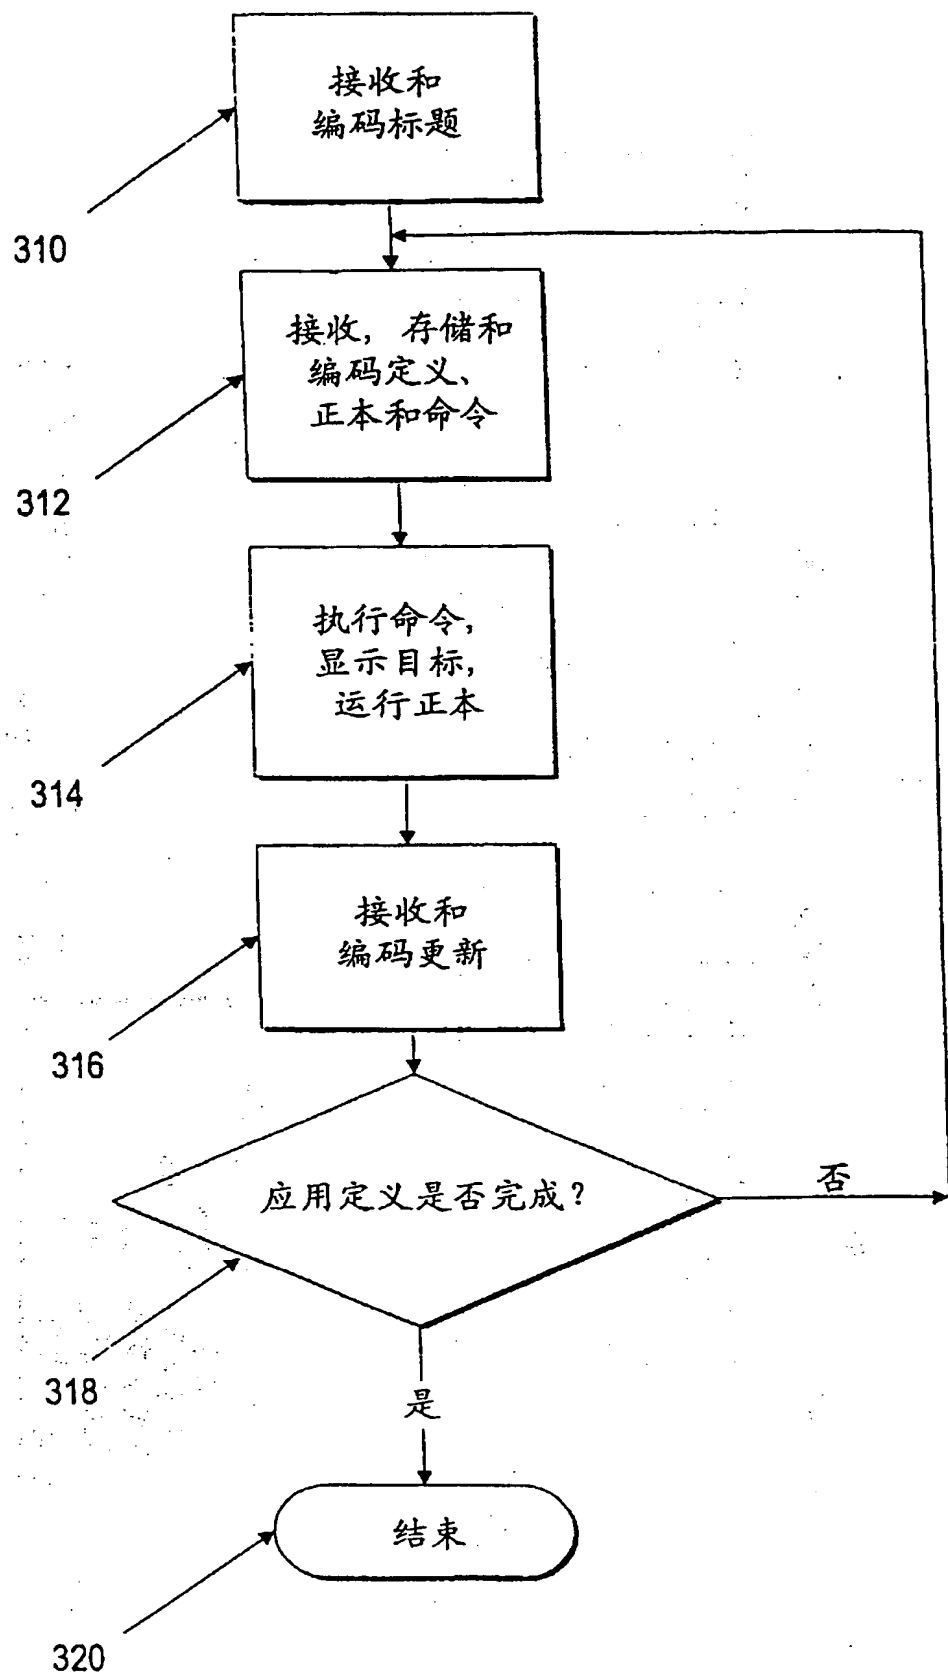 接收和
编码标题
310
接收, 存储和
编码定义、
正本和命令
312
执行命令,
显示目标,
运行正本
314
接收和
编码更新
316
应用定义是否完成?
否
318
是
结束
320